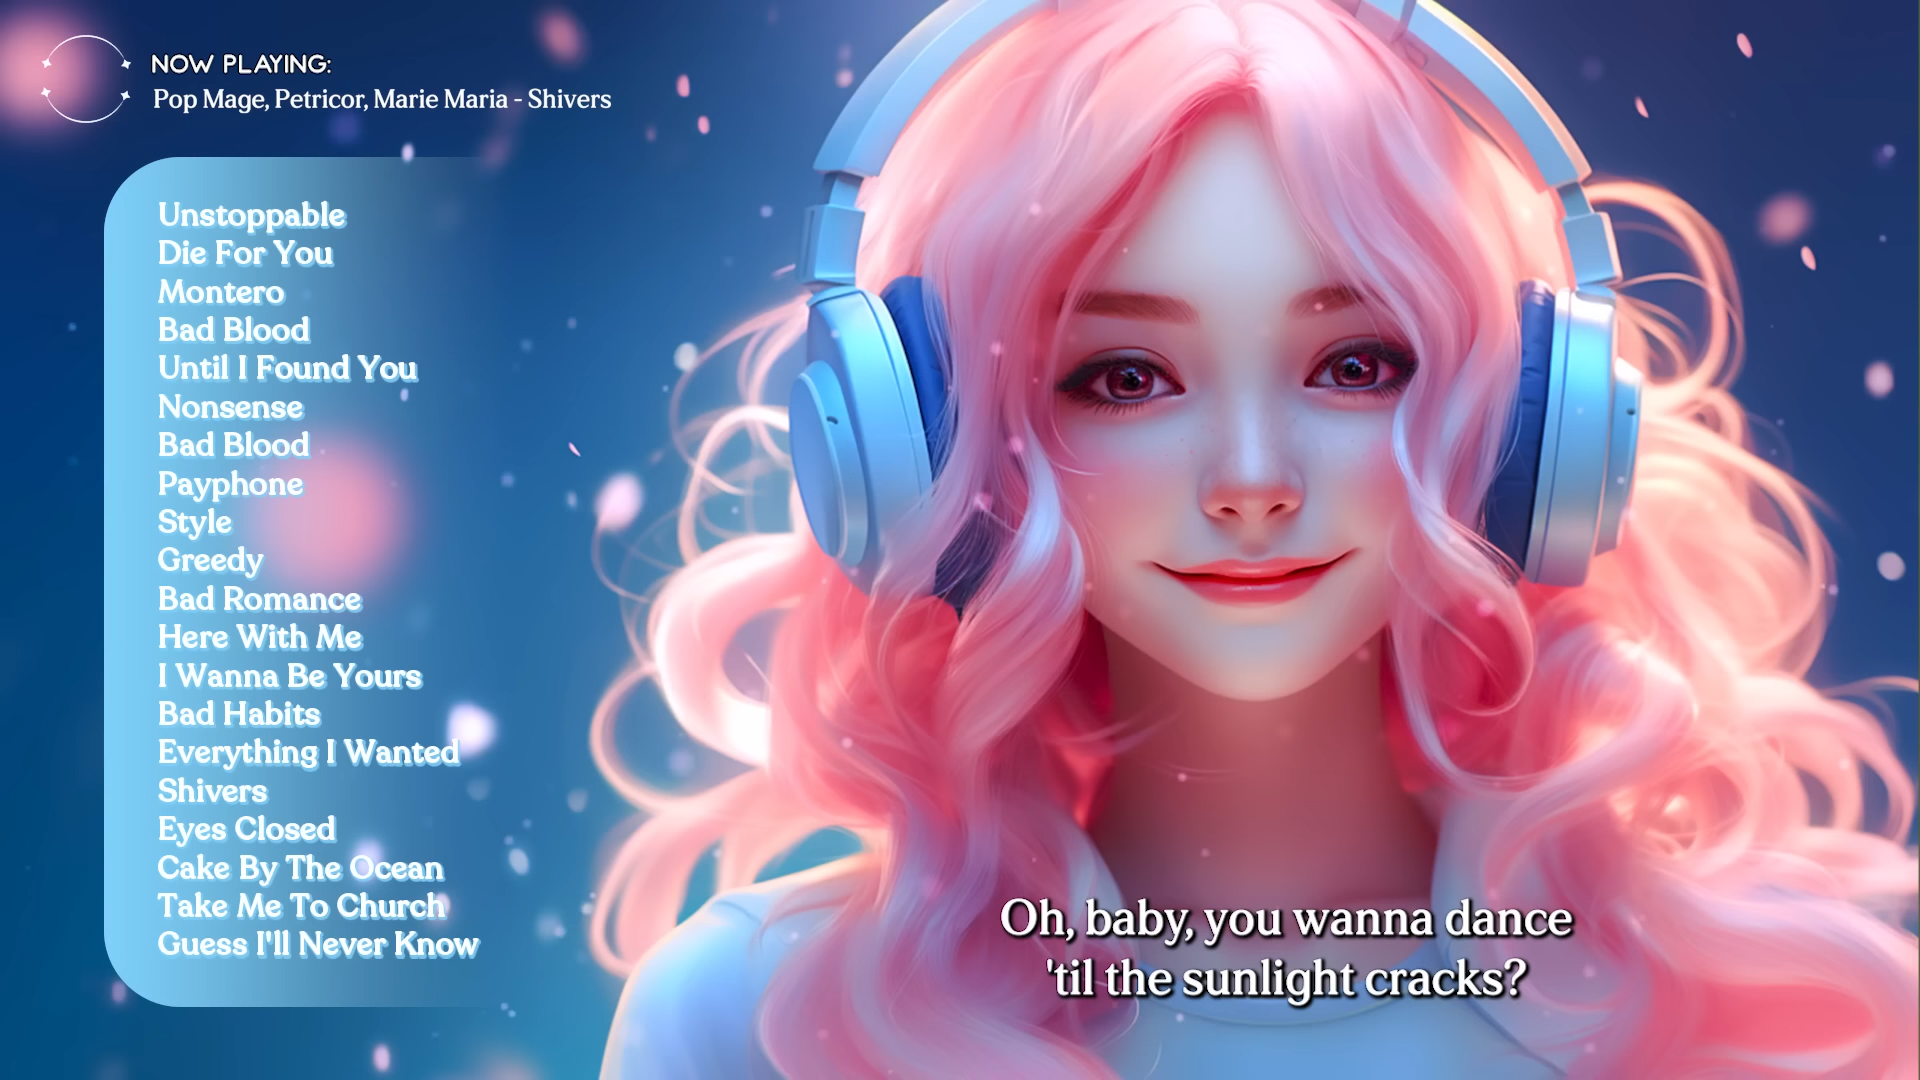 NOW PLAYING:
Pop Mage, Petricor, Marie Maria - Shivers
Unstoppable
Die For You
Montero
Bad Blood
Until I Found You
Nonsense
Bad Blood
Payphone
Style
Greedy
Bad Romance
Here With Me
I Wanna Be Yours
Bad Habits
Everything I Wanted
Shivers
Eyes Closed
Cake By The Ocean
Take Me To Church
Guess I'll Never Know
Oh, baby, you wanna dance
'til the sunlight cracks?